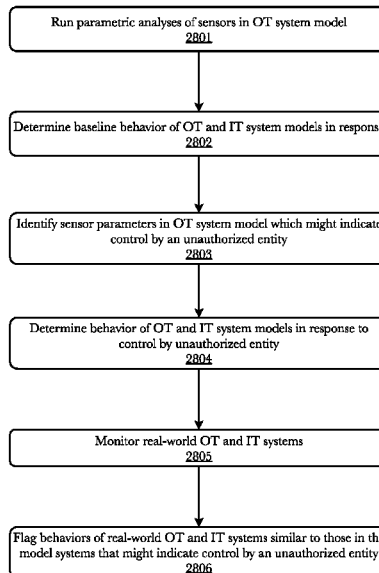 Run parametric analyses of sensors in OT system model
2801
Determine baseline behavior of OT and IT system models in respons
2802
Identify sensor parameters in OT system model which might indicate
control by an unauthorized entity
2803
Determine behavior of OT and IT system models in response to
control by unauthorized entity
2804
Monitor real-world OT and IT systems
2805
Flag behaviors of real-world OT and IT systems similar to those in the
model systems that might indicate control by an unauthorized entity
2806